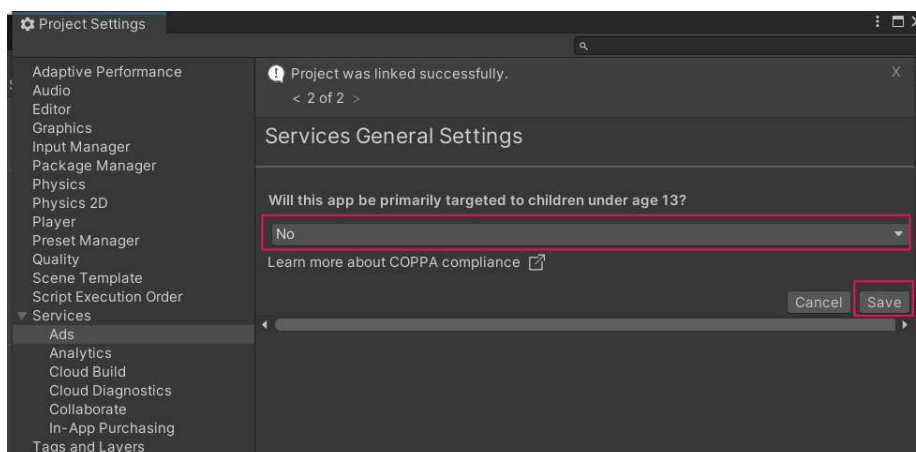 Project Settings
Adaptive Performance
Audio
Editor
Graphics
Input Manager
Package Manager
Physics
Physics 2D
Player
Preset Manager
Quality
Scene Template
Script Execution Order
Services
Ads
Analytics
Cloud Build
Cloud Diagnostics
Collaborate
In-App Purchasing
Tags and Layers
Project was linked successfully.
X
< 2 of 2 >
Services General Settings
Will this app be primarily targeted to children under age 13?
No
Learn more about COPPA compliance
Cancel
Save